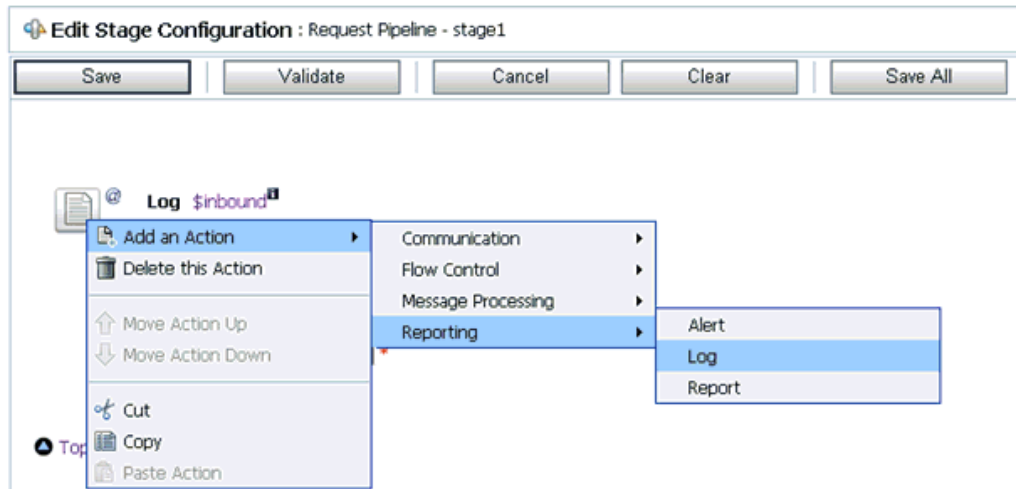 Edit Stage Configuration : Request Pipeline - stage1
Save Validate Cancel Clear Save All
@ Log $inbound
Add an Action
Delete this Action
Move Action Up
Move Action Down
Cut
Copy
Paste Action
Communication
Flow Control
Message Processing
Reporting
*
Alert
Log
Report
Top